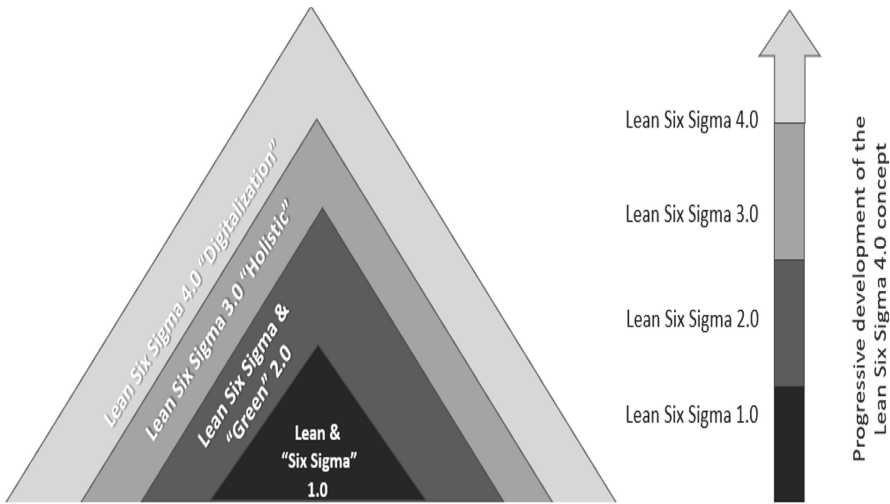 Lean Six Sigma 4.0 “Digitalization”
Lean Six Sigma 3.0 “Holistic”
Lean Six Sigma &
“Green” 2.0
Lean &
“Six Sigma”
1.0
Lean Six Sigma 4.0
Lean Six Sigma 3.0
Lean Six Sigma 2.0
Lean Six Sigma 1.0
Progressive development of the
Lean Six Sigma 4.0 concept